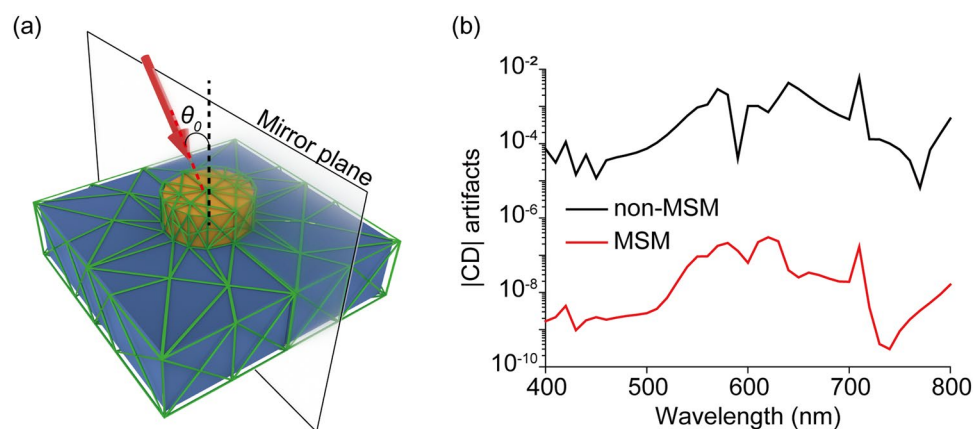 (a)
θ₀
Mirror plane
(b)
|CD| artifacts
10⁻²
10⁻⁴
10⁻⁶
10⁻⁸
10⁻¹⁰
non-MSM
MSM
400 500 600 700 800
Wavelength (nm)